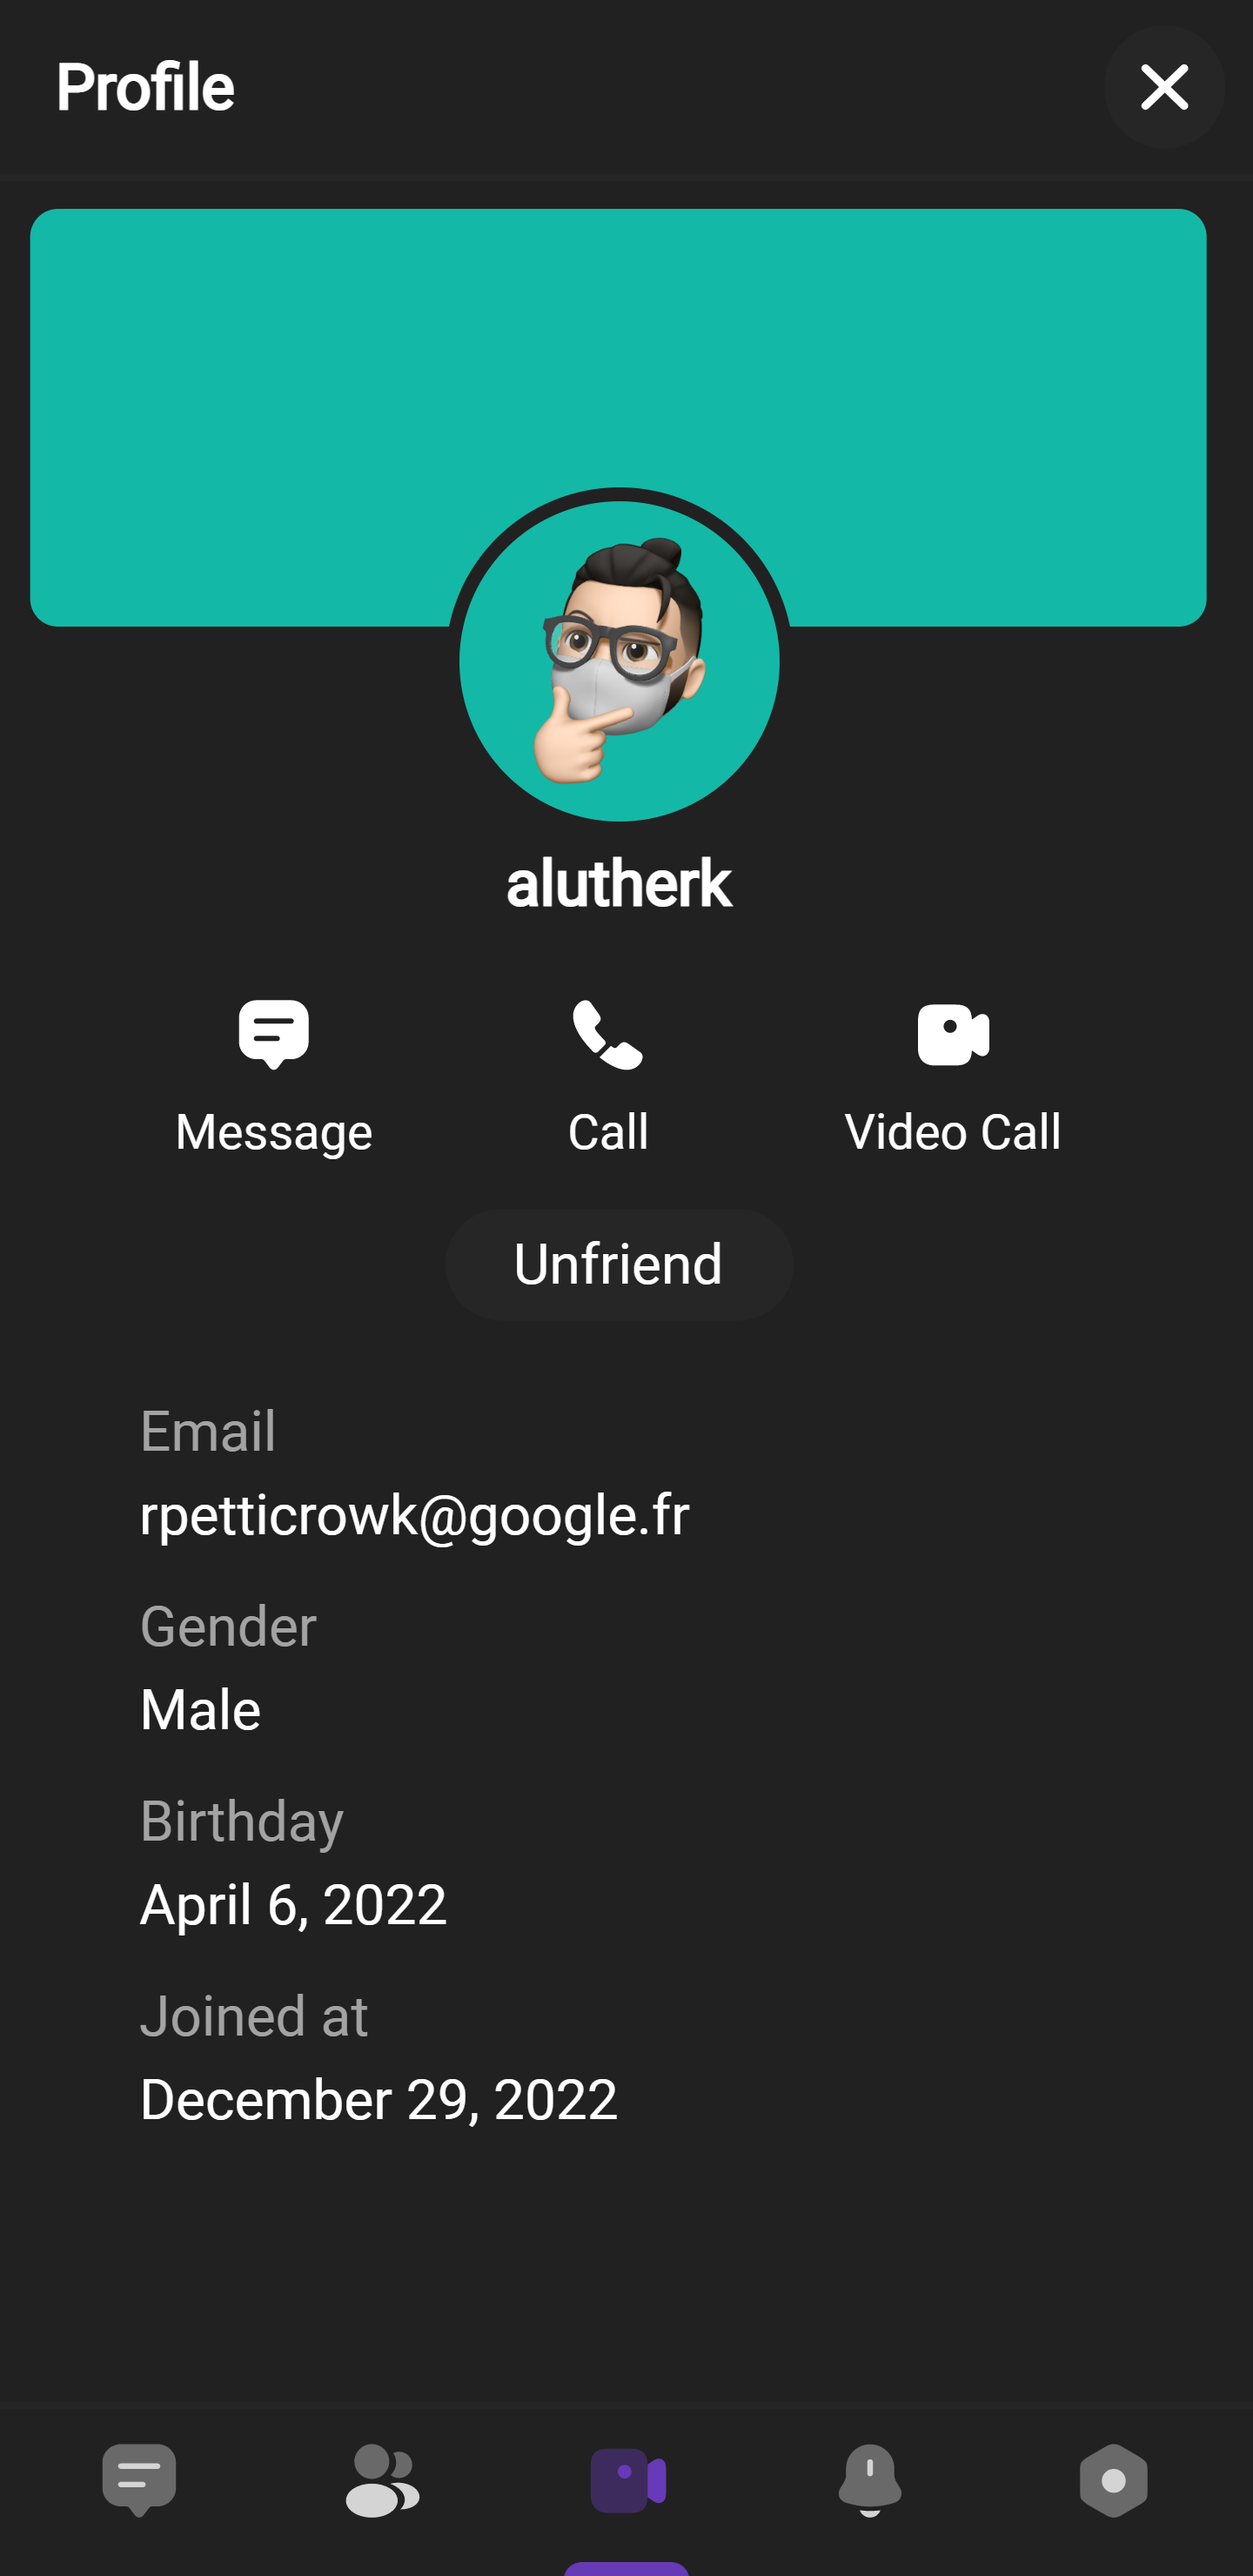 Profile
alutherk
Message Call Video Call
Unfriend
Email
rpetticrowk@google.fr
Gender
Male
Birthday
April 6, 2022
Joined at
December 29, 2022